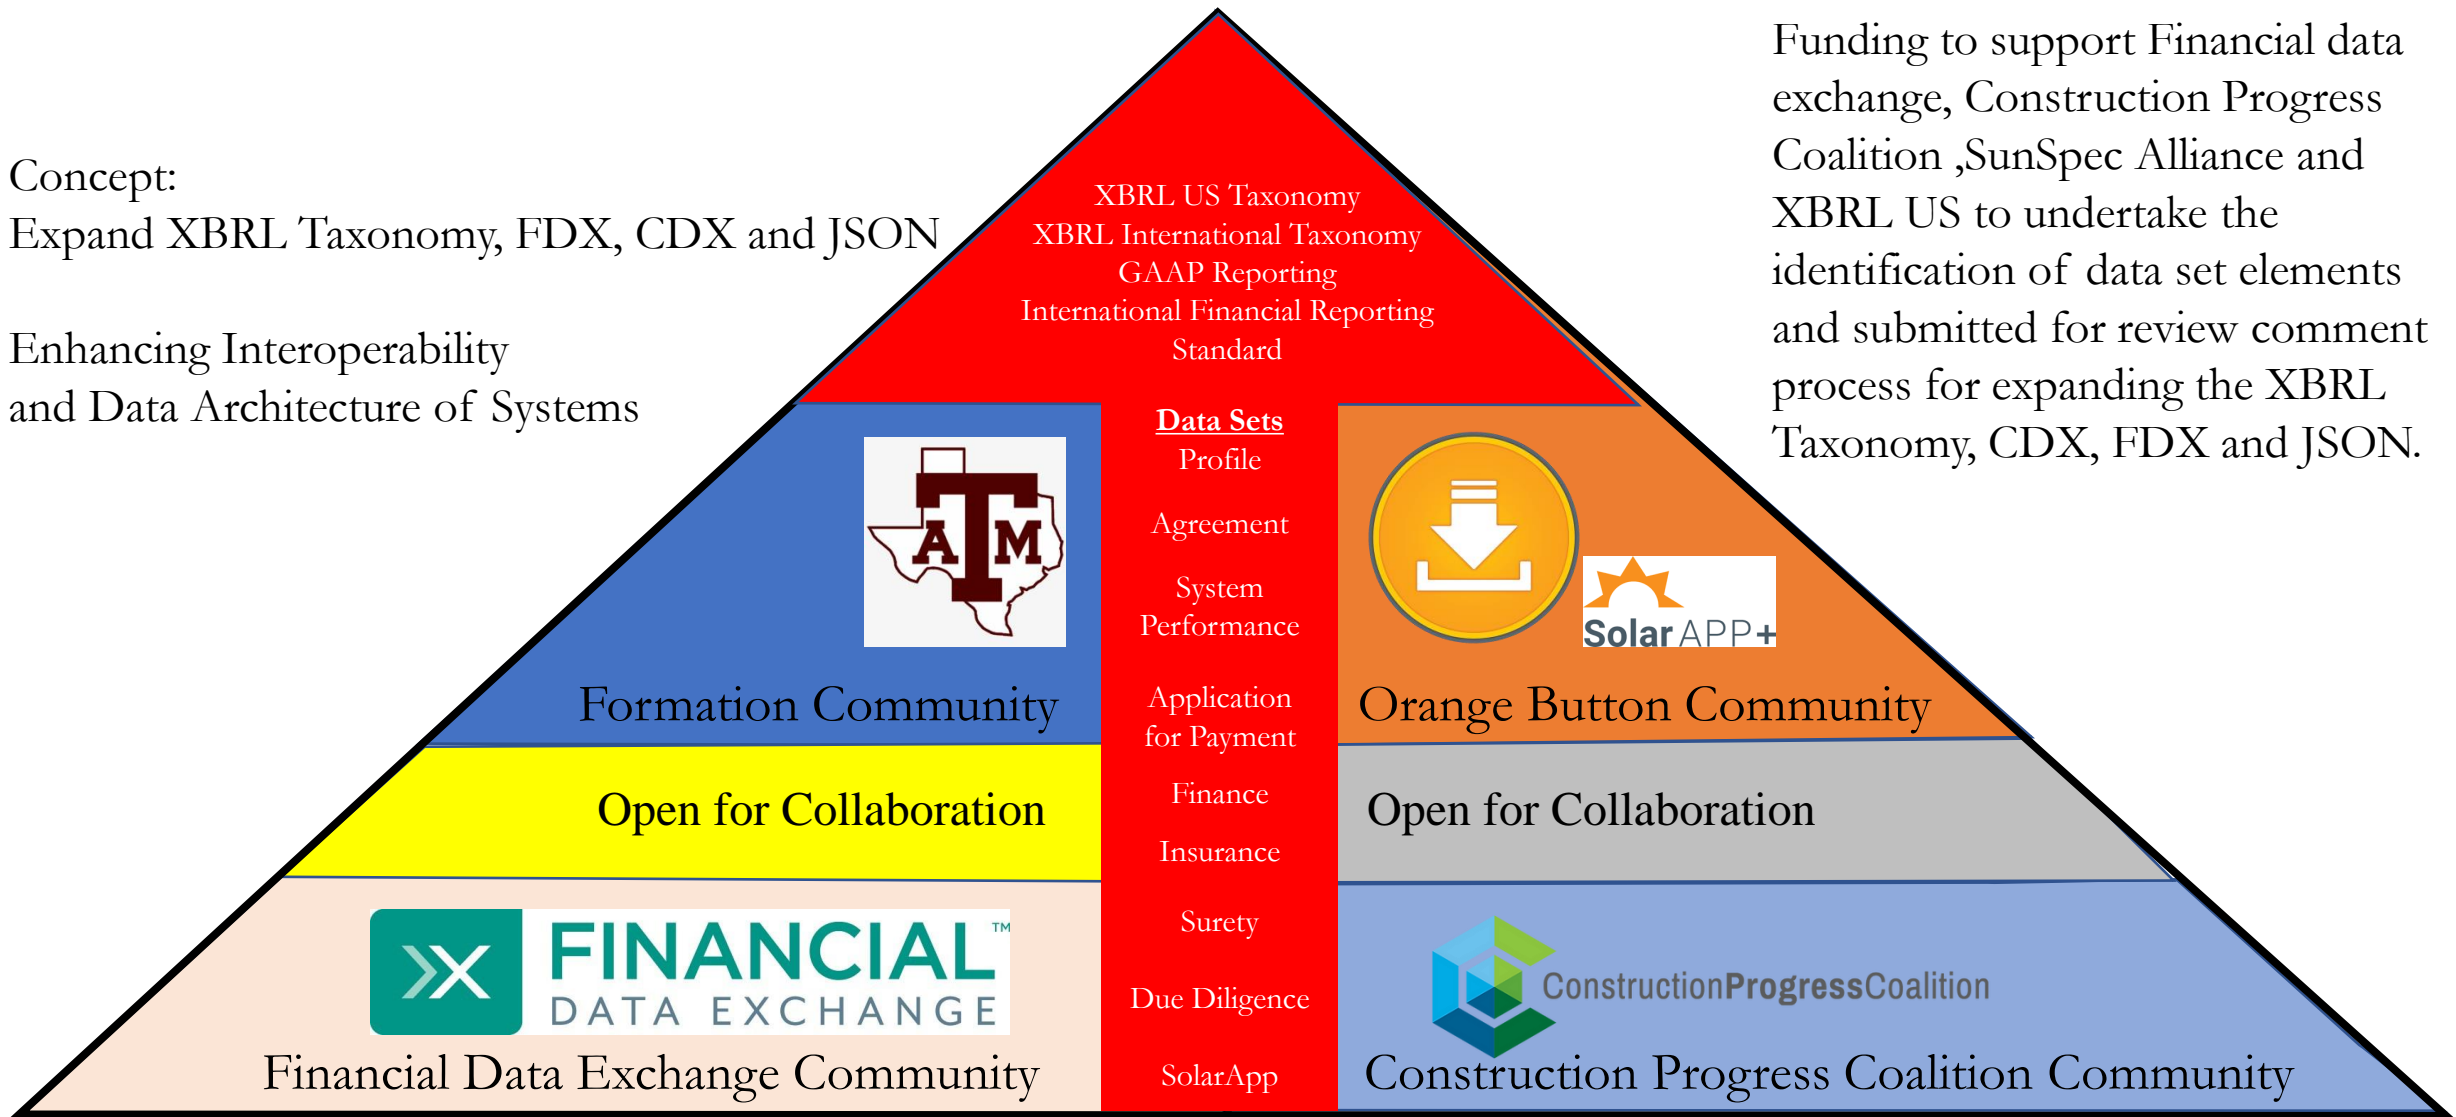 Concept:
Expand XBRL Taxonomy, FDX, CDX and JSON
Enhancing Interoperability
and Data Architecture of Systems
Funding to support Financial data
exchange, Construction Progress
Coalition ,SunSpec Alliance and
XBRL US to undertake the
identification of data set elements
and submitted for review comment
process for expanding the XBRL
Taxonomy, CDX, FDX and JSON.
XBRL US Taxonomy
XBRL International Taxonomy
GAAP Reporting
International Financial Reporting
Standard
Data Sets
Profile
Agreement
System
Performance
Application
for Payment
Finance
Insurance
Surety
Due Diligence
SolarApp
ATM
Formation Community
SolarAPP+
Orange Button Community
Open for Collaboration
Open for Collaboration
FINANCIAL™
DATA EXCHANGE
Financial Data Exchange Community
ConstructionProgressCoalition
Construction Progress Coalition Community